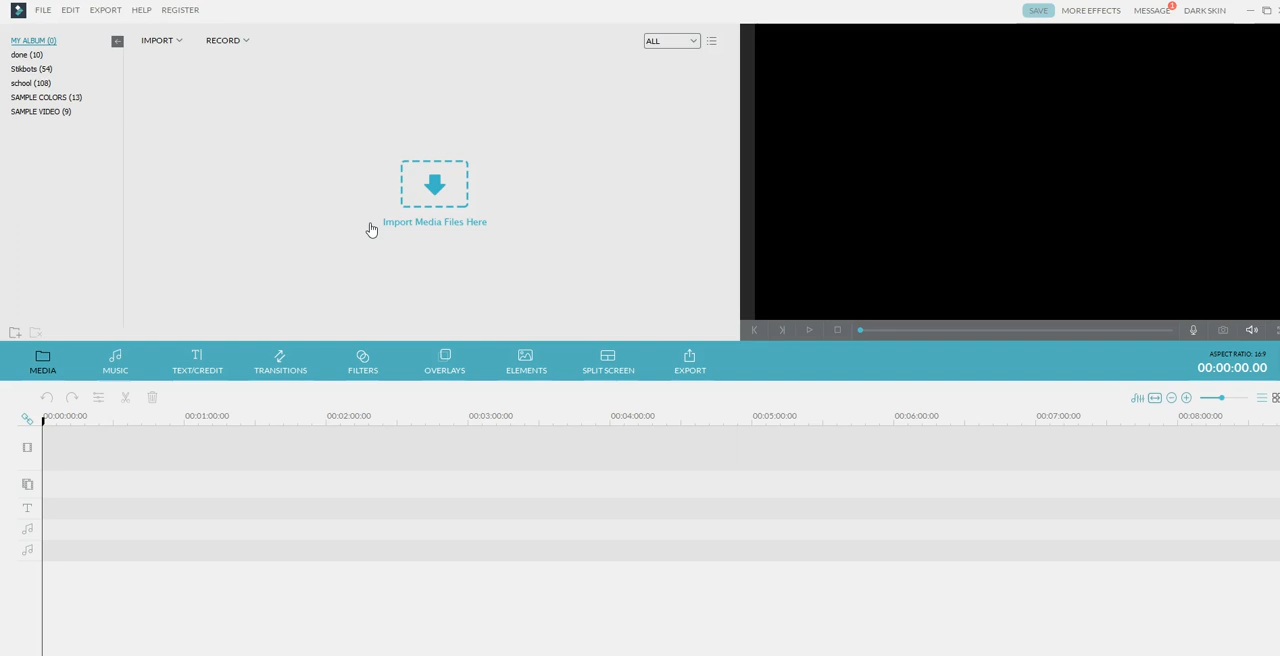 FILE EDIT EXPORT HELP REGISTER SAVE MORE EFFECTS MESSAGE 1 DARK SKIN
MY ALBUM (0) IMPORT RECORD ALL
done (10)
Stikbots (54)
school (108)
SAMPLE COLORS (13)
SAMPLE VIDEO (9)
Import Media Files Here
MEDIA MUSIC TEXT/CREDIT TRANSITIONS FILTERS OVERLAYS ELEMENTS SPLIT SCREEN EXPORT
ASPECT RATIO: 16:9
00:00:00.00
00:00:00:00 00:01:00:00 00:02:00:00 00:03:00:00 00:04:00:00 00:05:00:00 00:06:00:00 00:07:00:00 00:08:00:00